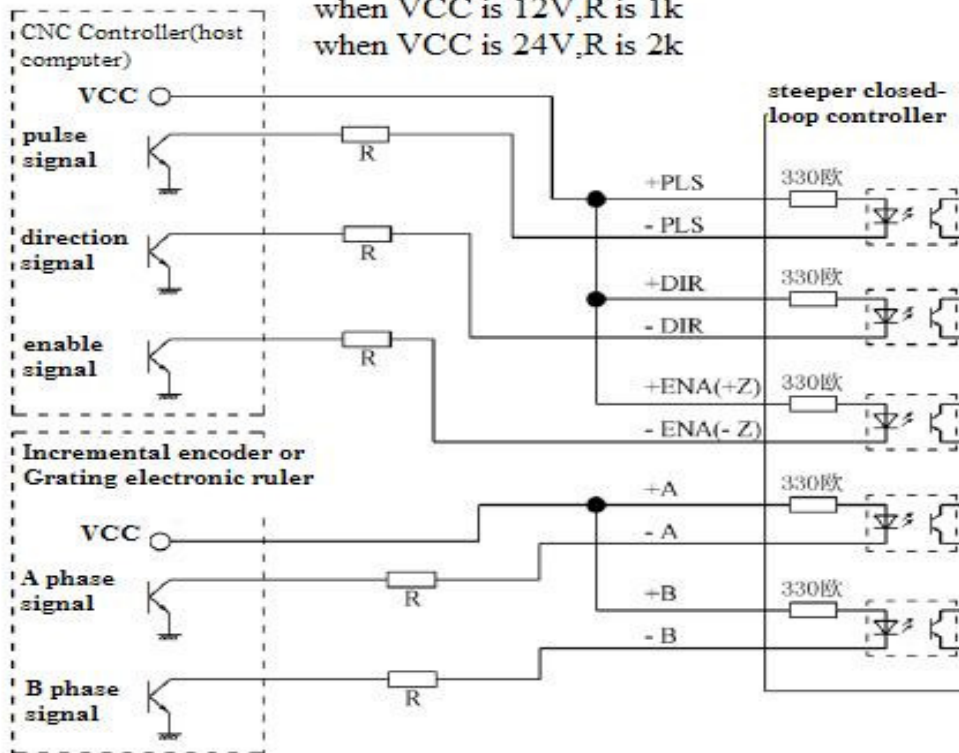 when VCC is 12V,R is 1k
when VCC is 24V,R is 2k
CNC Controller(host
computer)
VCC
pulse
signal
R
direction
signal
R
enable
signal
R
steeper closed-
loop controller
+PLS
330欧
- PLS
+DIR
330欧
- DIR
+ENA(+Z)
330欧
- ENA(- Z)
Incremental encoder or
Grating electronic ruler
VCC
+A
330欧
- A
A phase
signal
R
+B
330欧
- B
B phase
signal
R